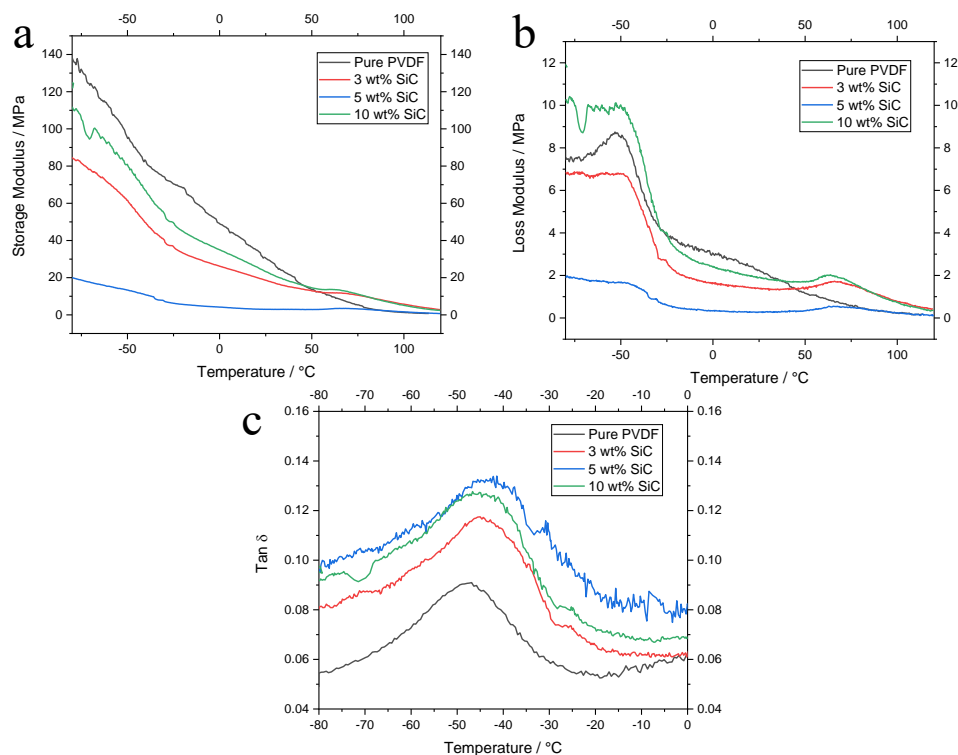 a
-50 0 50 100
Pure PVDF
3 wt% SiC
5 wt% SiC
10 wt% SiC
140 140
120 120
100 100
80 80
60 60
40 40
20 20
0 0
-50 0 50 100
Storage Modulus / MPa
Temperature / °C
b
-50 0 50 100
Pure PVDF
3 wt% SiC
5 wt% SiC
10 wt% SiC
12 12
10 10
8 8
6 6
4 4
2 2
0 0
-50 0 50 100
Loss Modulus / MPa
Temperature / °C
c
-80 -70 -60 -50 -40 -30 -20 -10 0
Pure PVDF
3 wt% SiC
5 wt% SiC
10 wt% SiC
0.16 0.16
0.14 0.14
0.12 0.12
0.10 0.10
0.08 0.08
0.06 0.06
0.04 0.04
-80 -70 -60 -50 -40 -30 -20 -10 0
Tan δ
Temperature / °C